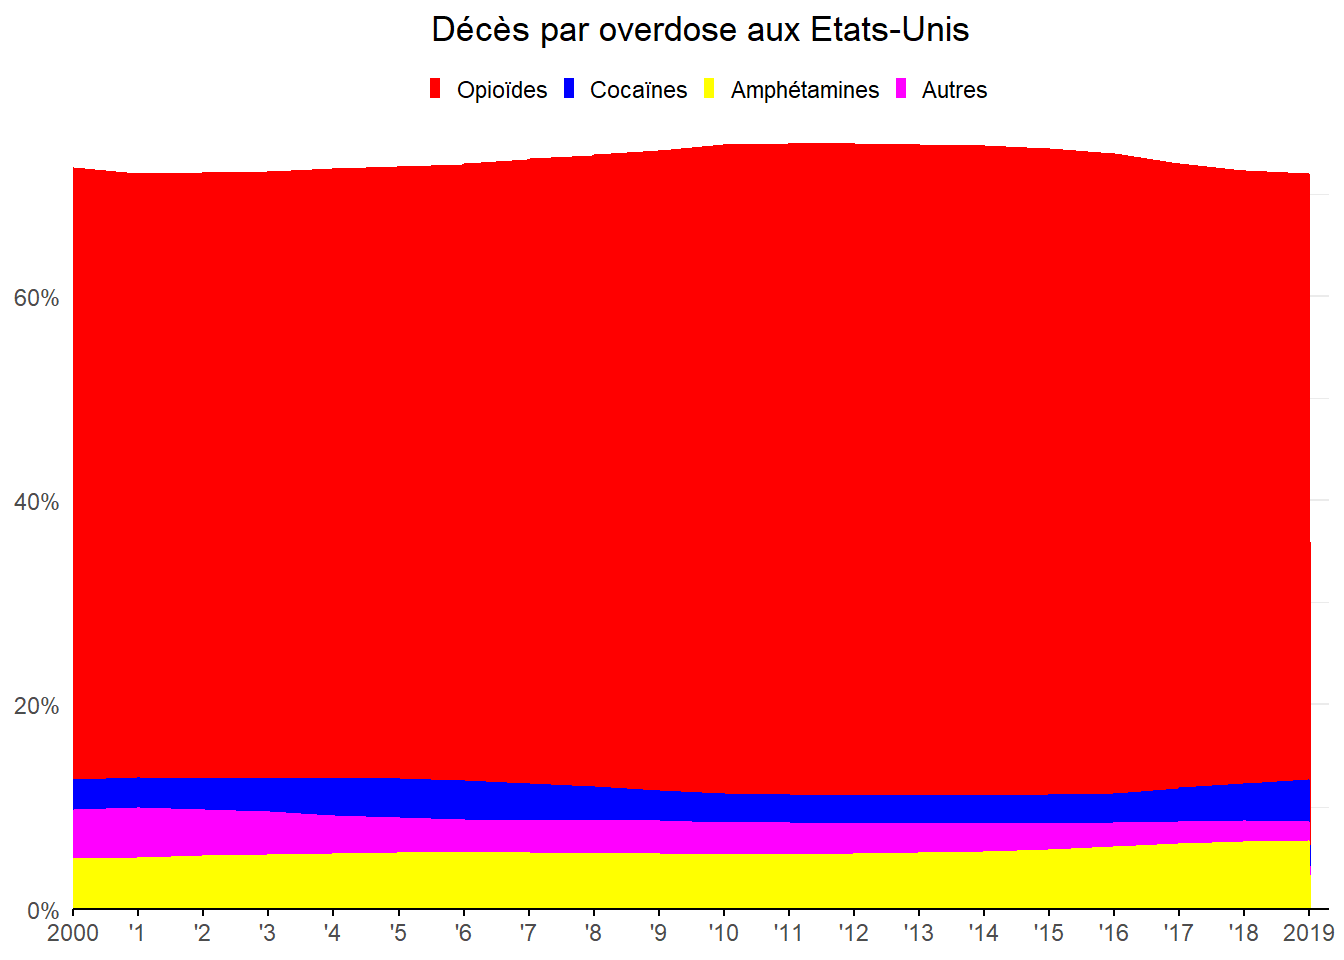 Décès par overdose aux Etats-Unis
Opioïdes Cocaïnes Amphétamines Autres
60%
40%
20%
0%
2000 '1 '2 '3 '4 '5 '6 '7 '8 '9 '10 '11 '12 '13 '14 '15 '16 '17 '18 2019